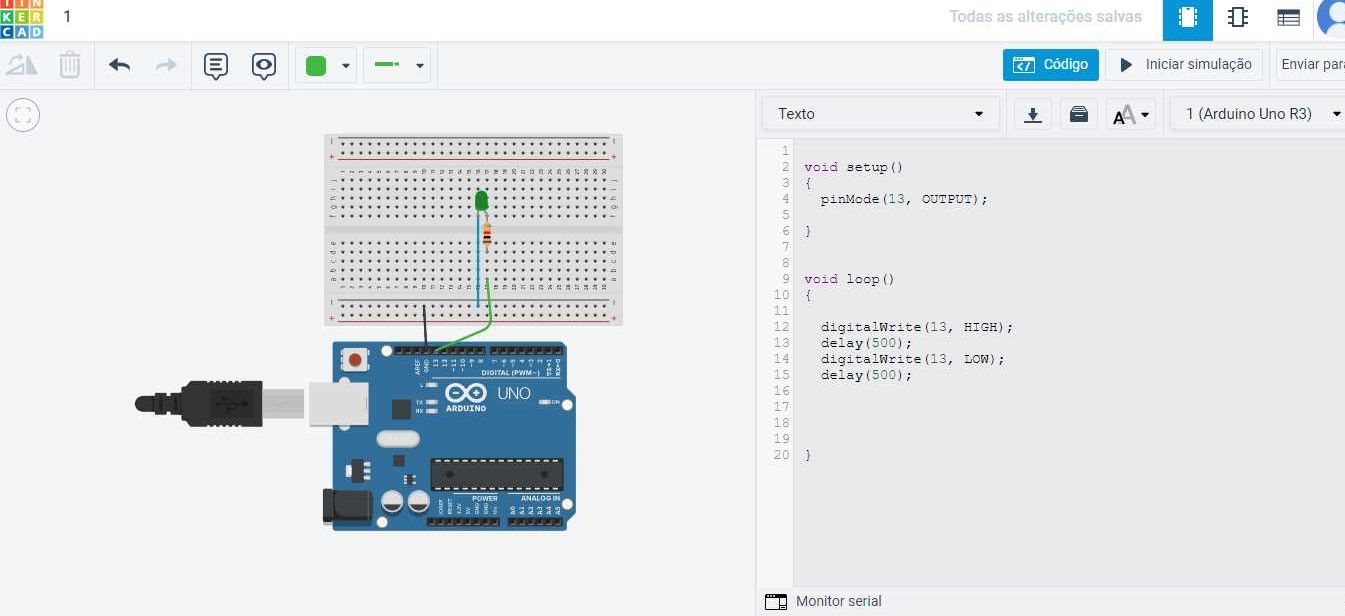 TIN
KER
CAD
1
Todas as alterações salvas
Código
Iniciar simulação
Enviar par
Texto
1 (Arduino Uno R3)
1
2 void setup()
3 {
4 pinMode(13, OUTPUT);
5
6 }
7
8
9 void loop()
10 {
11
12 digitalWrite(13, HIGH);
13 delay(500);
14 digitalWrite(13, LOW);
15 delay(500);
16
17
18
19
20 }
AREF
GND
13
12
~11
~10
~9
8
7
~6
~5
4
~3
2
TX→1
RX←0
DIGITAL (PWM~)
L
TX
RX
UNO
ARDUINO
ON
POWER
ANALOG IN
IOREF
RESET
3.3V
5V
GND
GND
Vin
A0
A1
A2
A3
A4
A5
Monitor serial